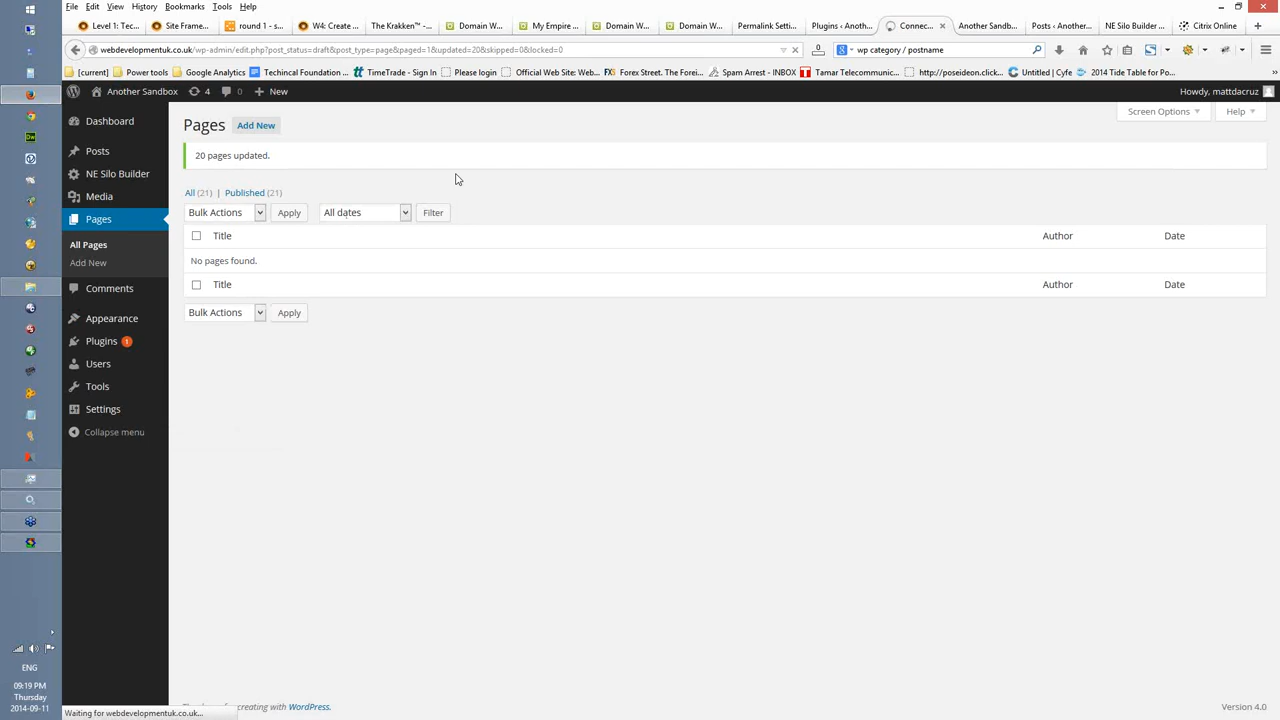 File Edit View History Bookmarks Tools Help
Level 1: Tec... Site Frame... round 1 - s... W4: Create ... The Krakken™ -... Domain W... My Empire ... Domain W... Domain W... Permalink Setti... Plugins ‹ Anot... Connec... Another Sandb... Posts ‹ Anothe... NE Silo Builder ... Citrix Online
webdevelopmentuk.co.uk/wp-admin/edit.php?post_status=draft&post_type=page&paged=1&updated=20&skipped=0&locked=0 wp category / postname
[current] Power tools Google Analytics Techincal Foundation ... TimeTrade - Sign In Please login Official Web Site: Web... Forex Street. The Forei... Spam Arrest - INBOX Tamar Telecommunic... http://poseidon.click... Untitled | Cyfe 2014 Tide Table for Po...
Another Sandbox 4 0 New Howdy, mattdacruz
Dashboard
Posts
NE Silo Builder
Media
Pages
All Pages
Add New
Comments
Appearance
Plugins 1
Users
Tools
Settings
Collapse menu
Screen Options Help
Pages Add New
20 pages updated.
All (21) | Published (21)
Bulk Actions Apply All dates Filter
Title Author Date
No pages found.
Title Author Date
Bulk Actions Apply
creating with WordPress. Version 4.0
ENG
09:19 PM
Thursday
2014-09-11
Waiting for webdevelopmentuk.co.uk...